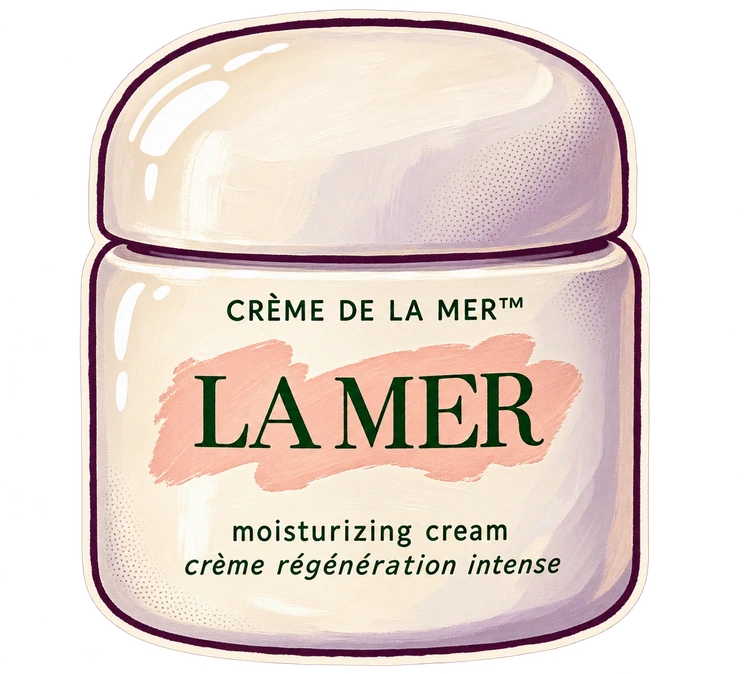 CRÈME DE LA MER™
LA MER
moisturizing cream
crème régénération intense